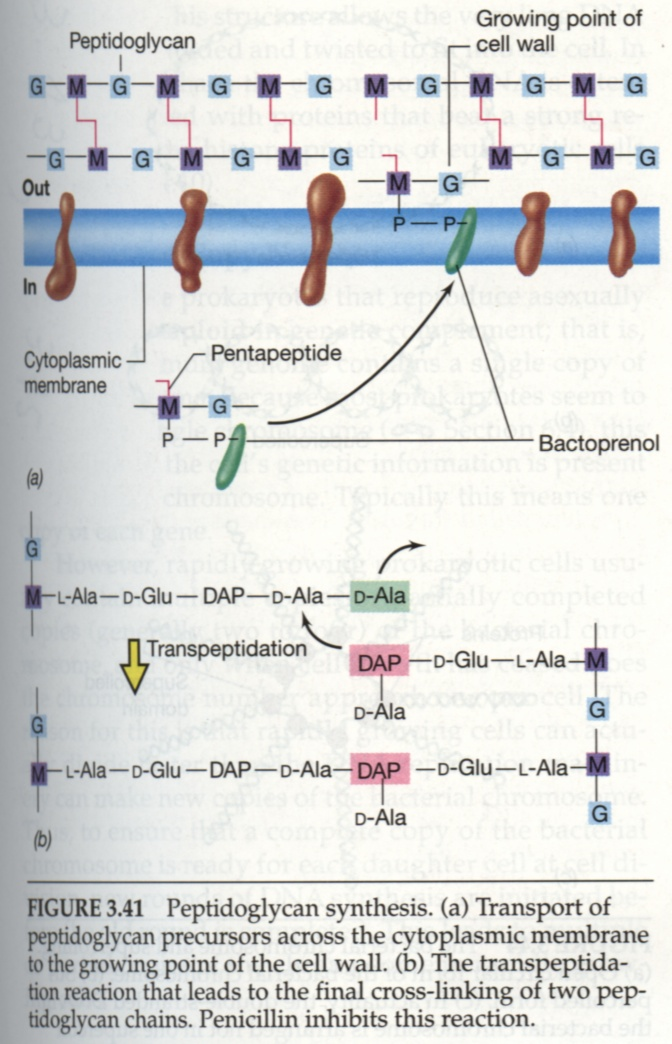 Growing point of
cell wall
Peptidoglycan
G M G M G M G M G M G M G
G M G M G M G M G M G
M G
Out
P P
In
Cytoplasmic
membrane
Pentapeptide
M G
P P
Bactoprenol
(a)
G
M L-Ala D-Glu DAP D-Ala D-Ala
Transpeptidation
DAP D-Glu L-Ala M
D-Ala
G
G
M L-Ala D-Glu DAP D-Ala DAP D-Glu L-Ala M
D-Ala
G
(b)
FIGURE 3.41 Peptidoglycan synthesis. (a) Transport of
peptidoglycan precursors across the cytoplasmic membrane
to the growing point of the cell wall. (b) The transpeptida-
tion reaction that leads to the final cross-linking of two pep-
tidoglycan chains. Penicillin inhibits this reaction.